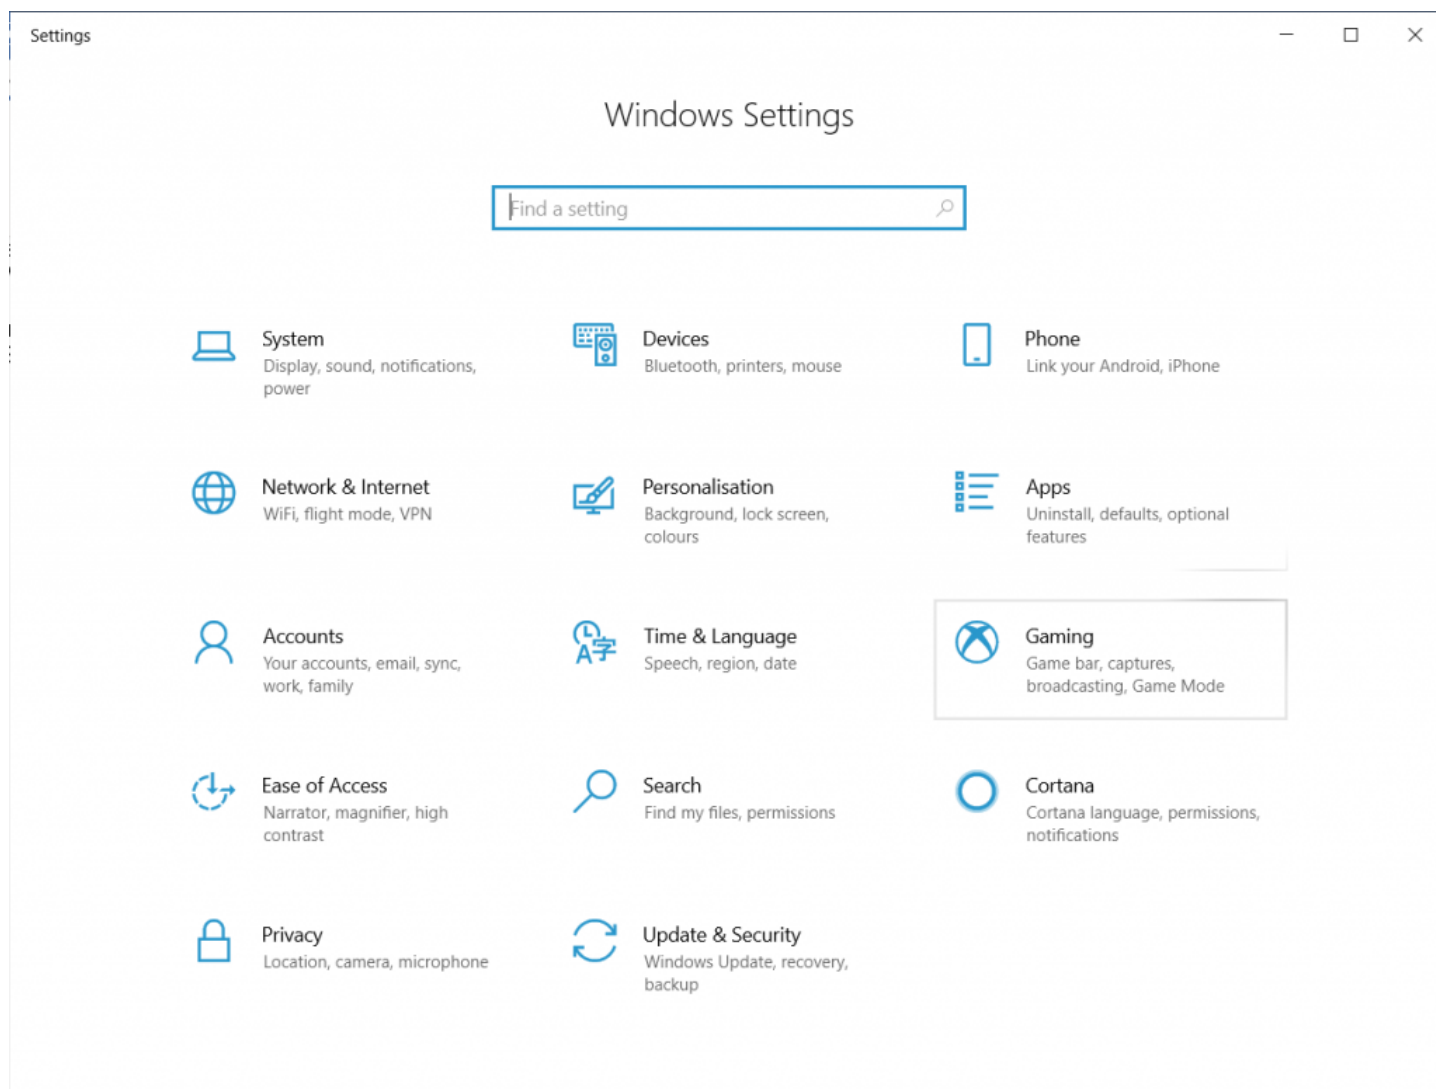 Settings
Windows Settings
Find a setting
System
Display, sound, notifications,
power
Devices
Bluetooth, printers, mouse
Phone
Link your Android, iPhone
Network & Internet
WiFi, flight mode, VPN
Personalisation
Background, lock screen,
colours
Apps
Uninstall, defaults, optional
features
Accounts
Your accounts, email, sync,
work, family
Time & Language
Speech, region, date
Gaming
Game bar, captures,
broadcasting, Game Mode
Ease of Access
Narrator, magnifier, high
contrast
Search
Find my files, permissions
Cortana
Cortana language, permissions,
notifications
Privacy
Location, camera, microphone
Update & Security
Windows Update, recovery,
backup